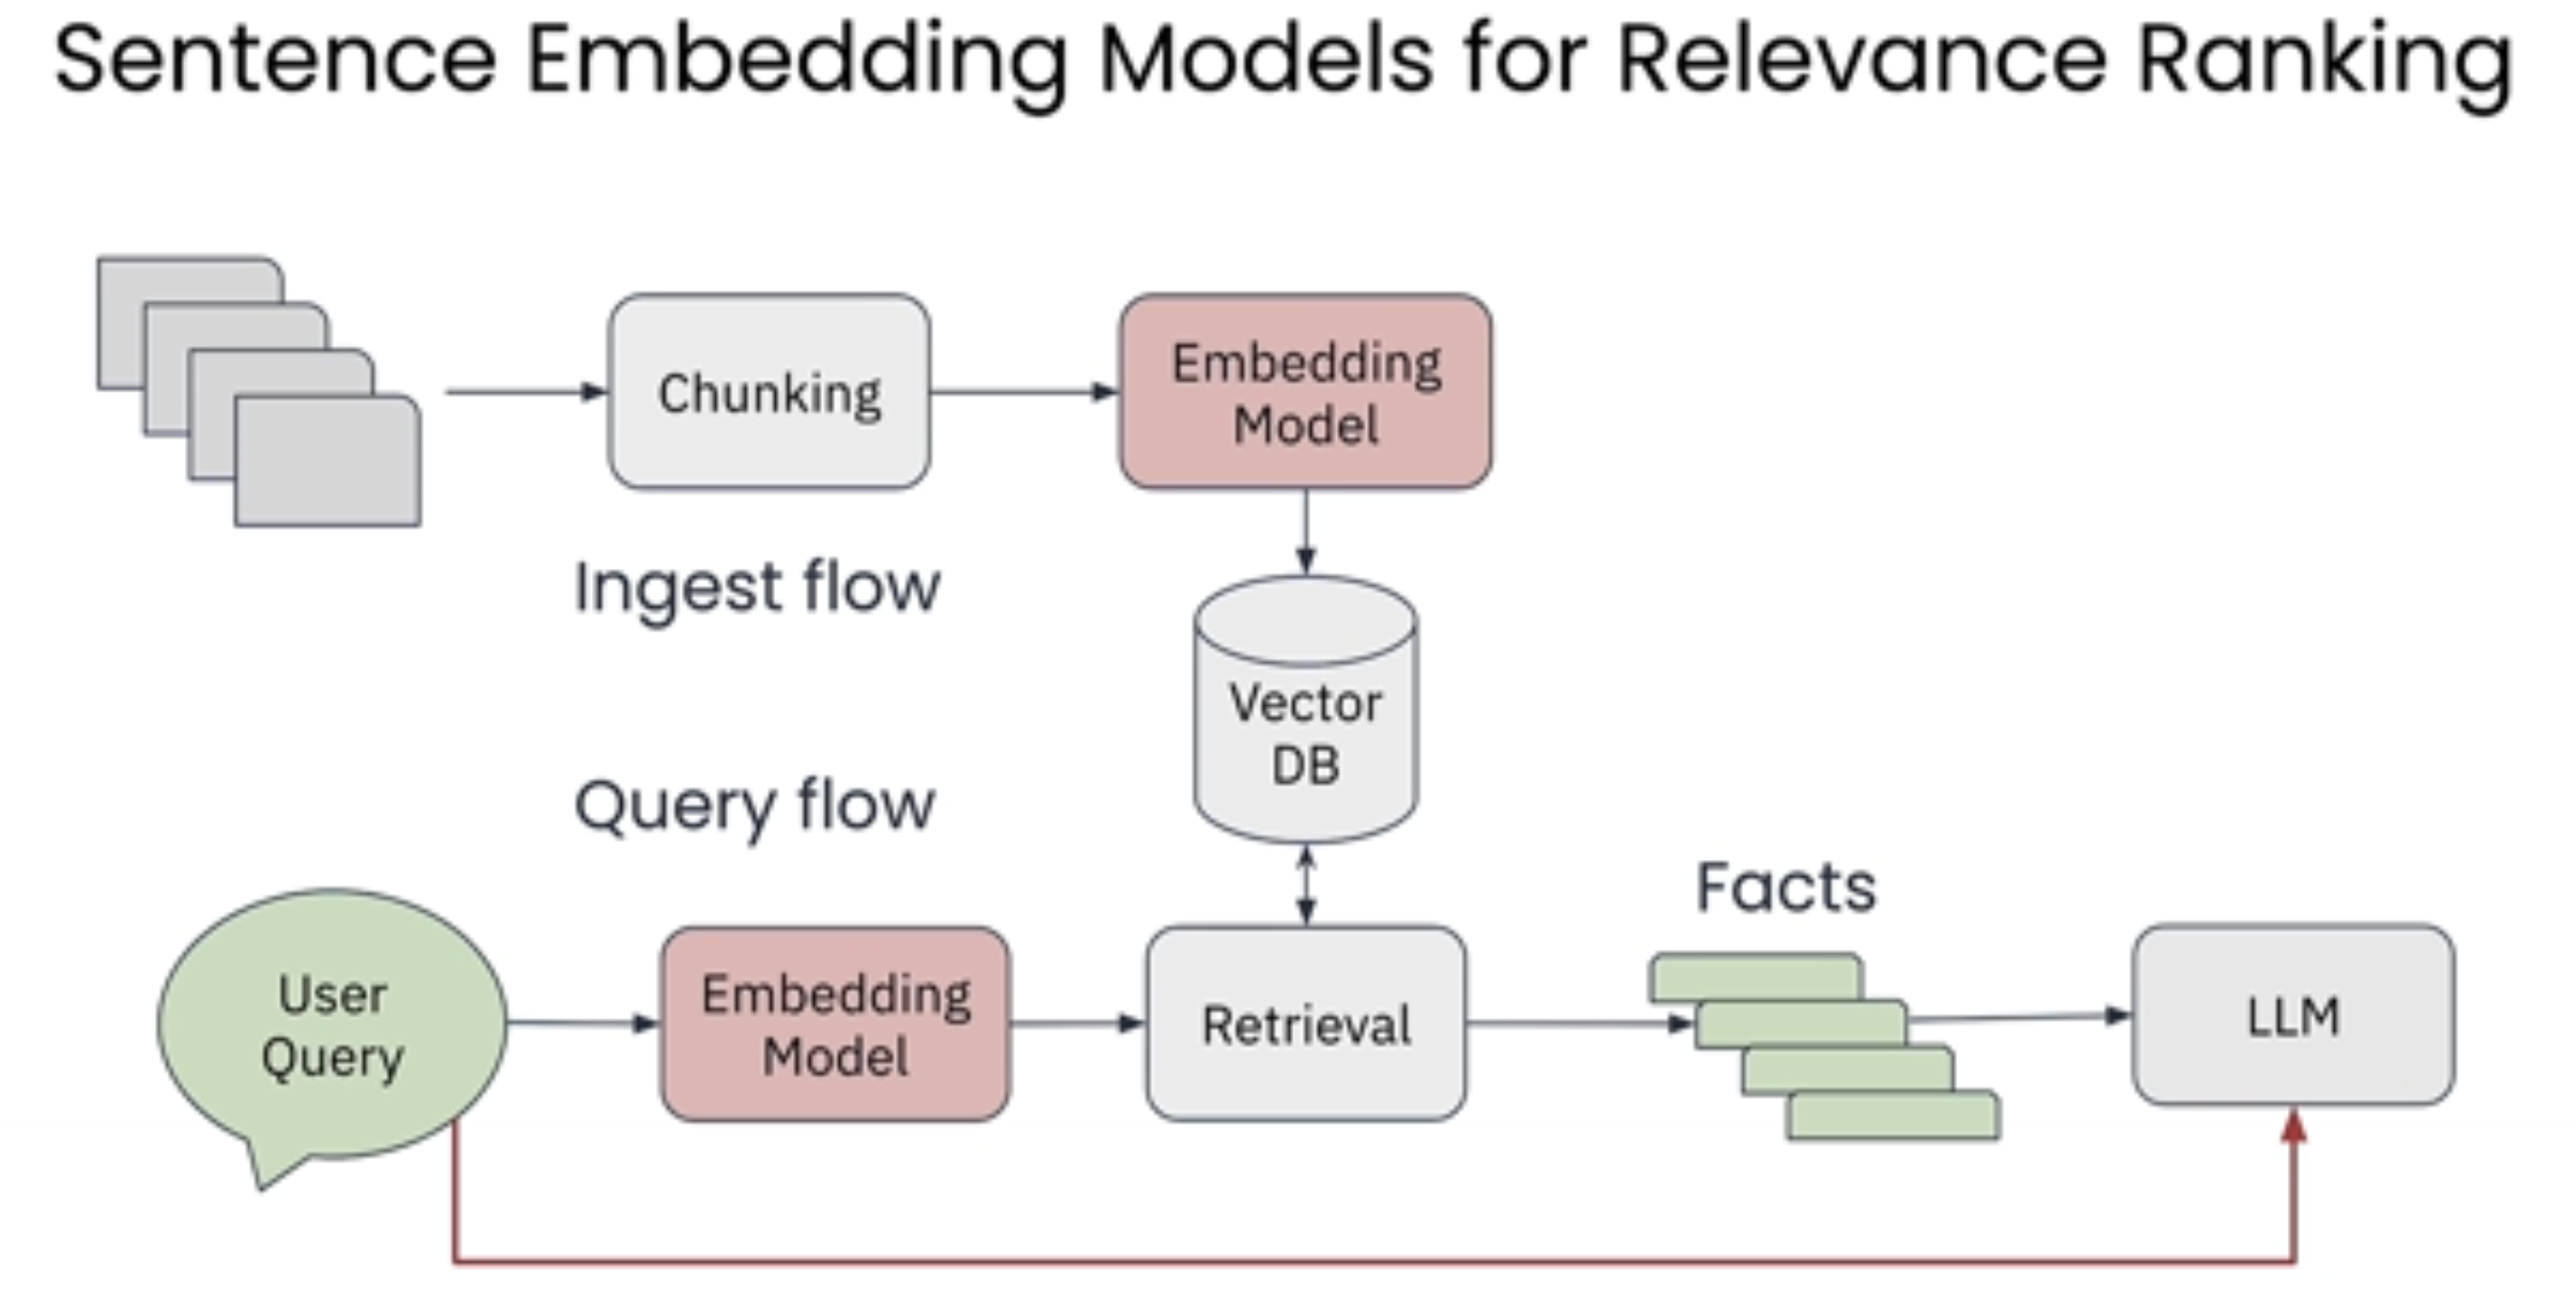 Sentence Embedding Models for Relevance Ranking
Chunking
Embedding
Model
Ingest flow
Vector
DB
Query flow
User
Query
Embedding
Model
Retrieval
Facts
LLM